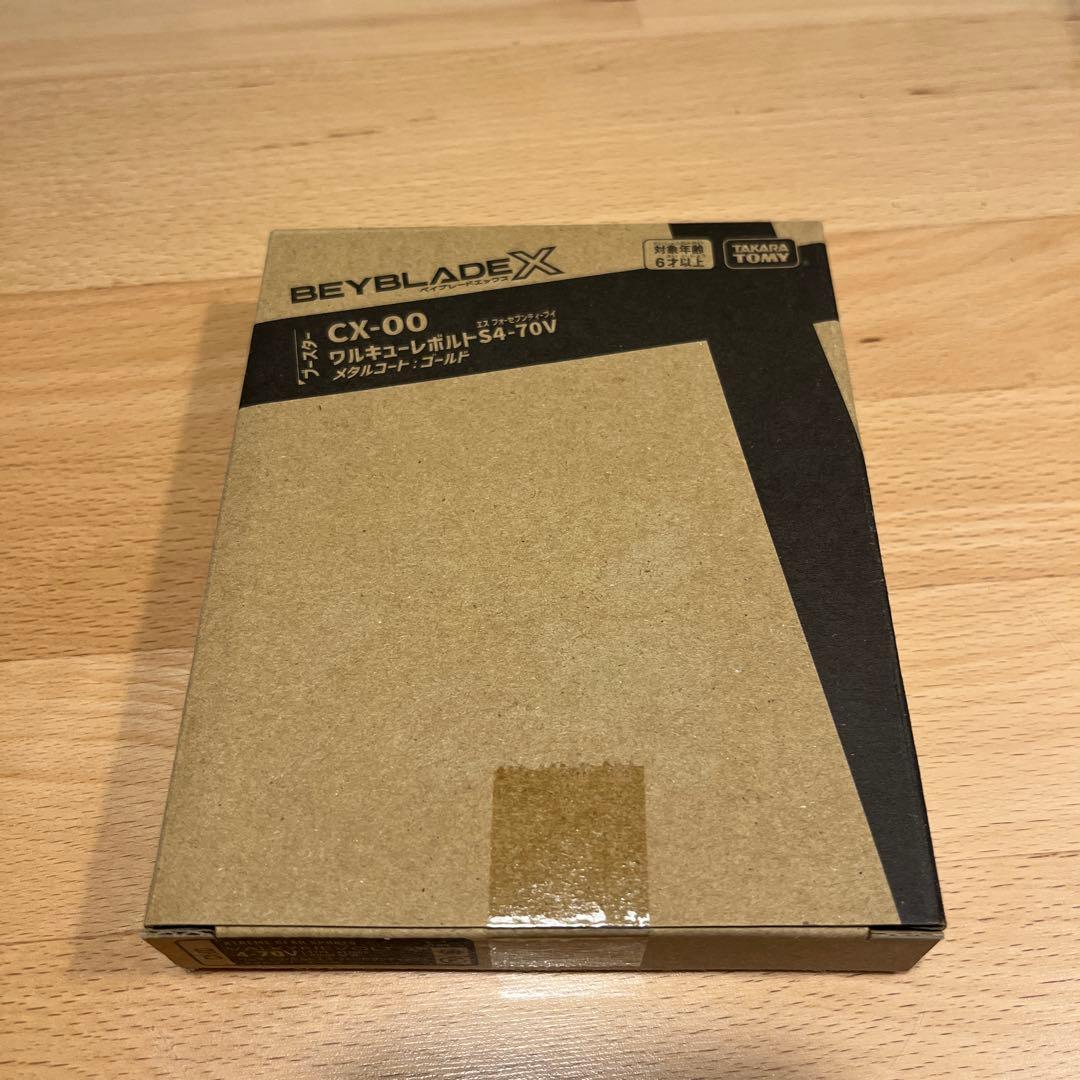 BEYBLADE X
ベイブレードエックス
対象年齢
6才以上
TAKARA
TOMY
ブースター
CX-00
エス フォーセブンティーブイ
ワルキューレボルトS4-70V
メタルコート：ゴールド
4-70V